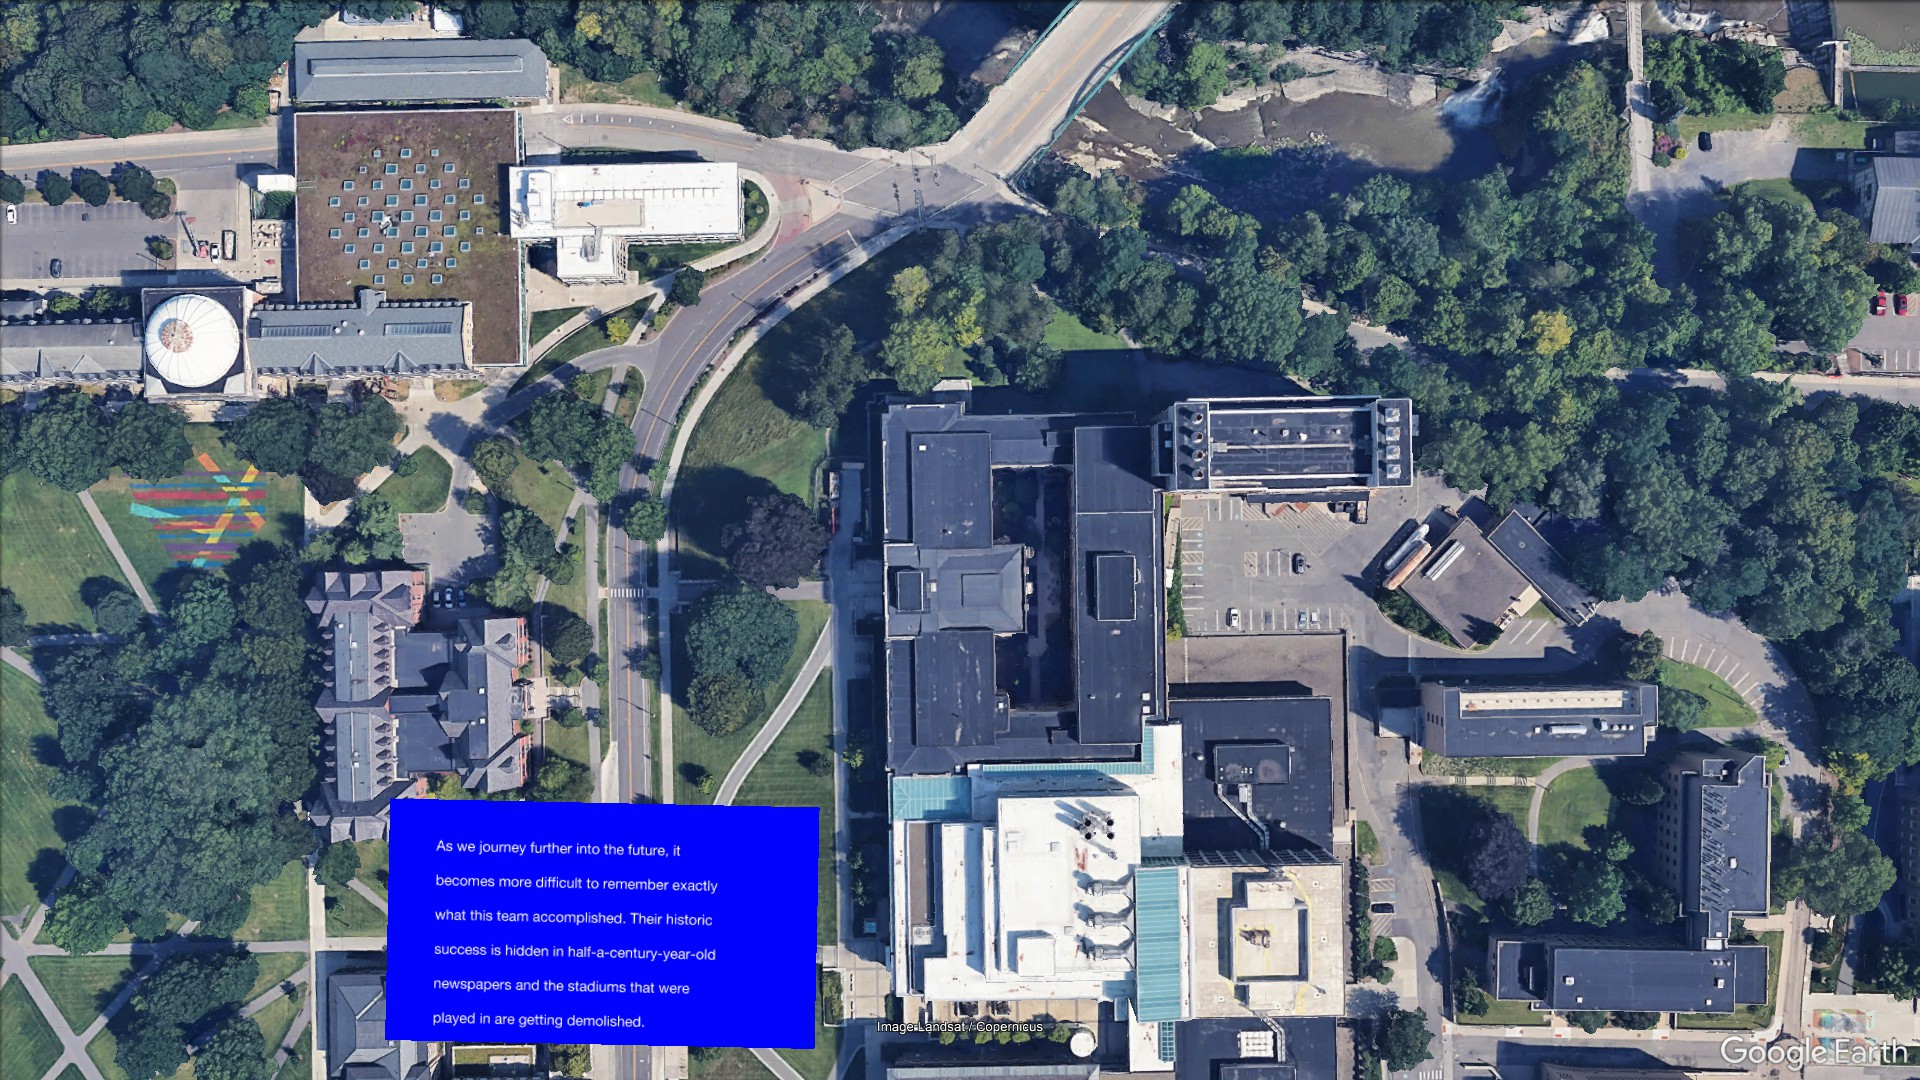 As we journey further into the future, it
becomes more difficult to remember exactly
what this team accomplished. Their historic
success is hidden in half-a-century-year-old
newspapers and the stadiums that were
played in are getting demolished.
Image Landsat / Copernicus
Google Earth